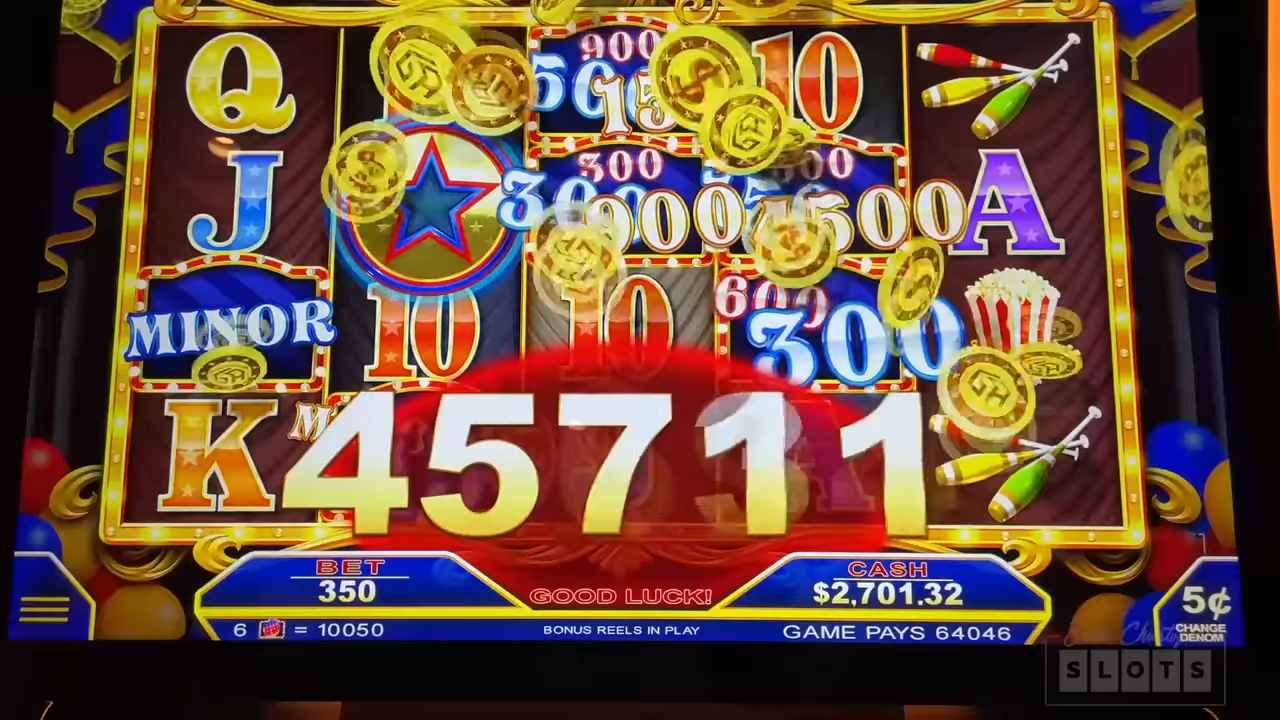 Q
900
10
J
300
A
MINOR
10
10
600
300
K
45711
BET
350
GOOD LUCK!
CASH
$2,701.32
5¢
CHANGE
DENOM
6 = 10050
BONUS REELS IN PLAY
GAME PAYS 64046
SLOTS